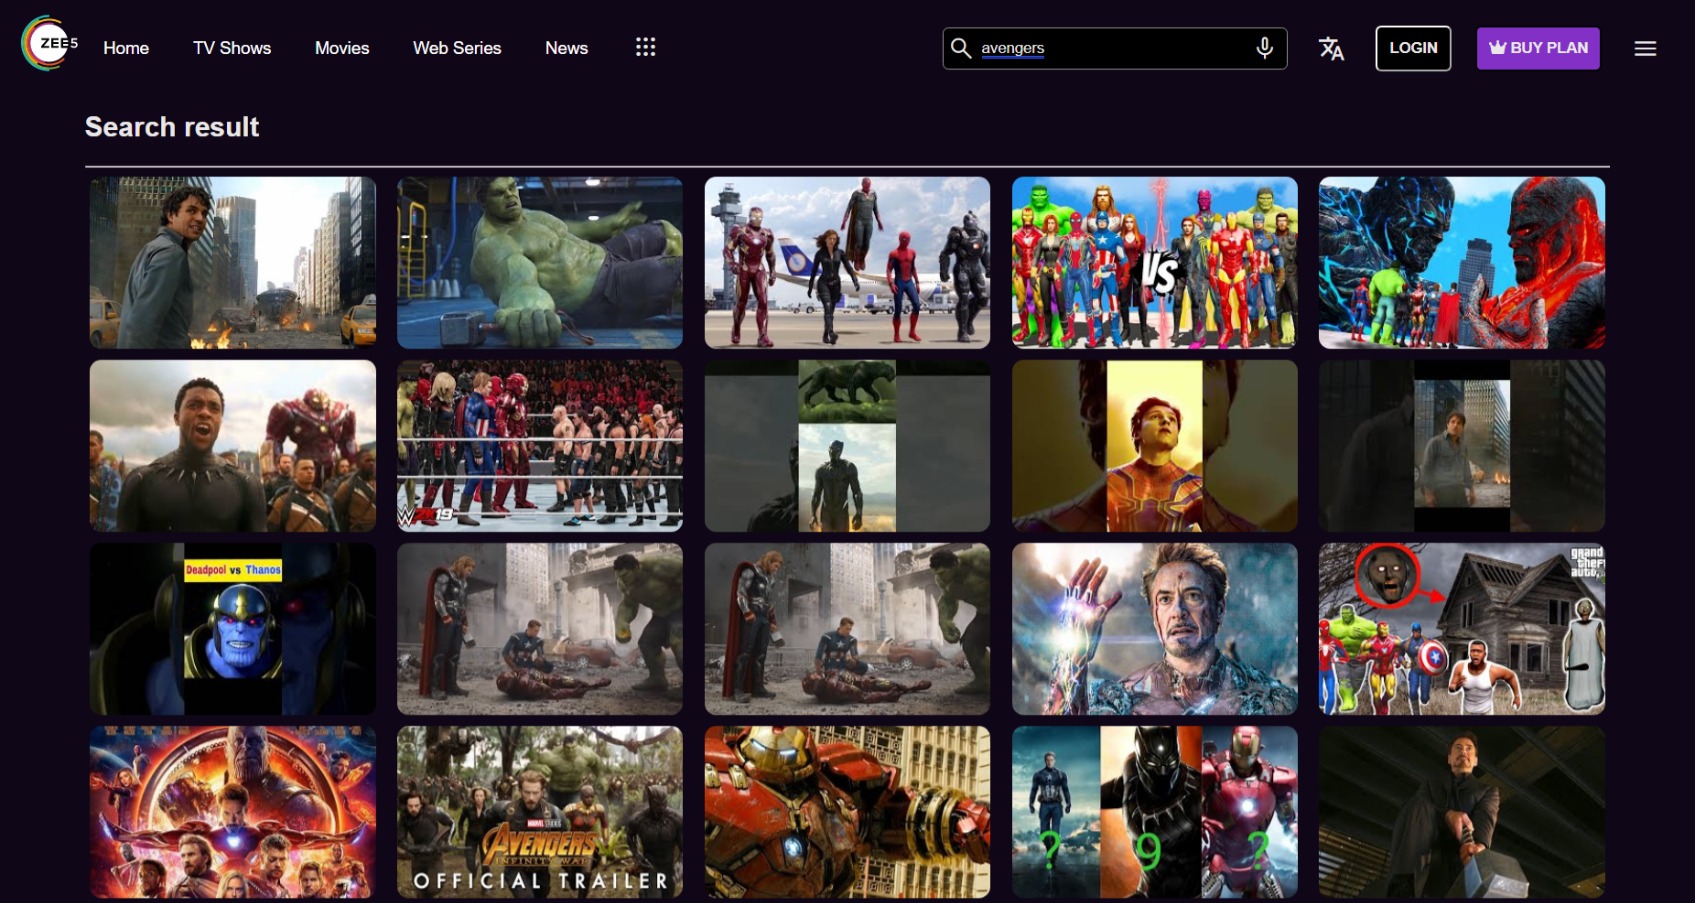 ZEE5
Home
TV Shows
Movies
Web Series
News
avengers
LOGIN
BUY PLAN
Search result
VS
W2K19
Deadpool vs Thanos
grand
theft
auto
MARVEL STUDIOS
AVENGERS
INFINITY WAR
OFFICIAL TRAILER
? 9 ?